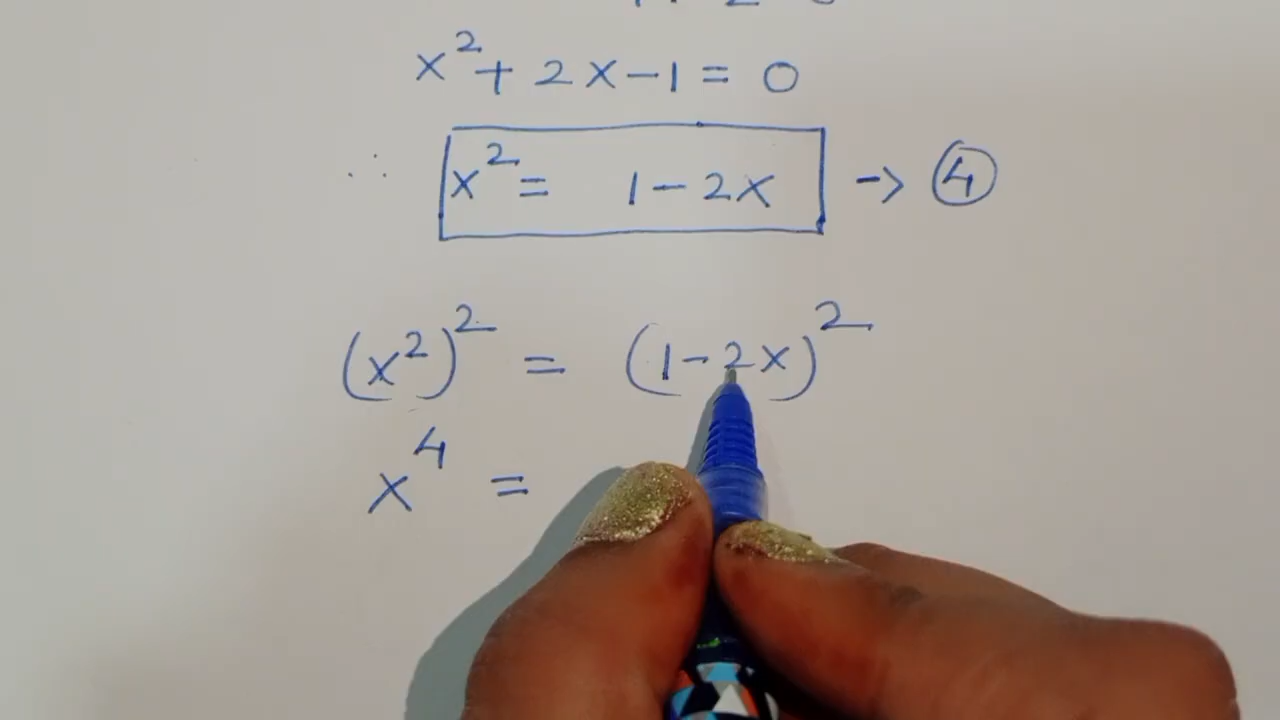 x² + 2x - 1 = 0
∴ x² = 1 - 2x → ④
(x²)² = (1 - 2x)²
x⁴ =